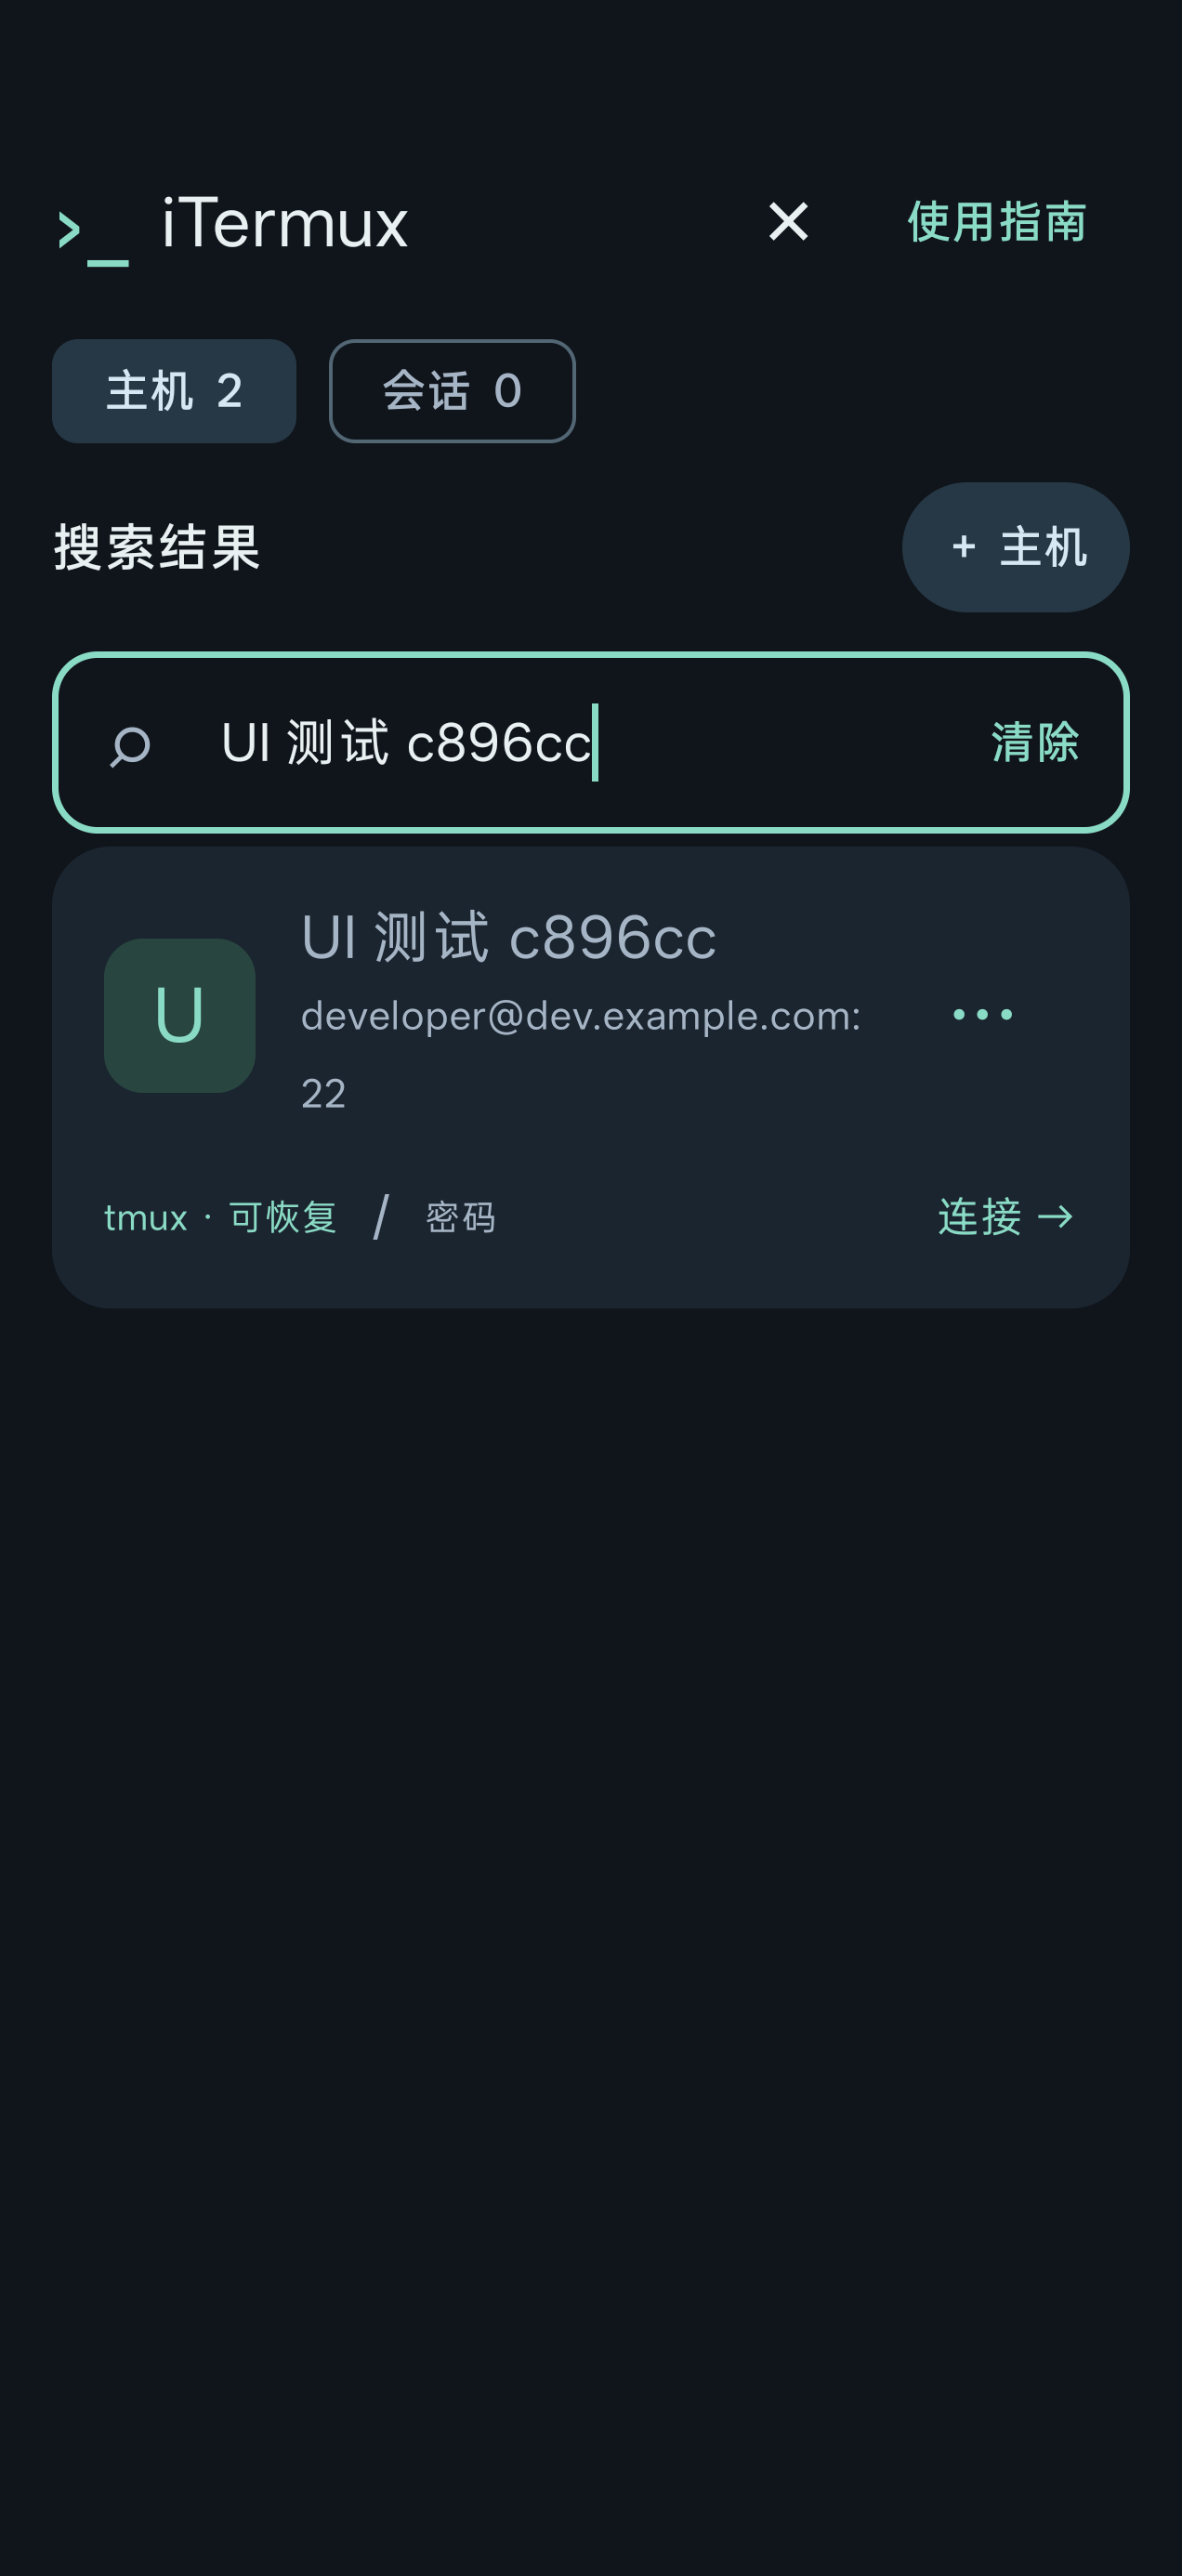 ›_ iTermux ✕ 使用指南
主机 2 会话 0
搜索结果 + 主机
UI 测试 c896cc 清除
UI 测试 c896cc
U
developer@dev.example.com:
22
•••
tmux · 可恢复 / 密码 连接 →